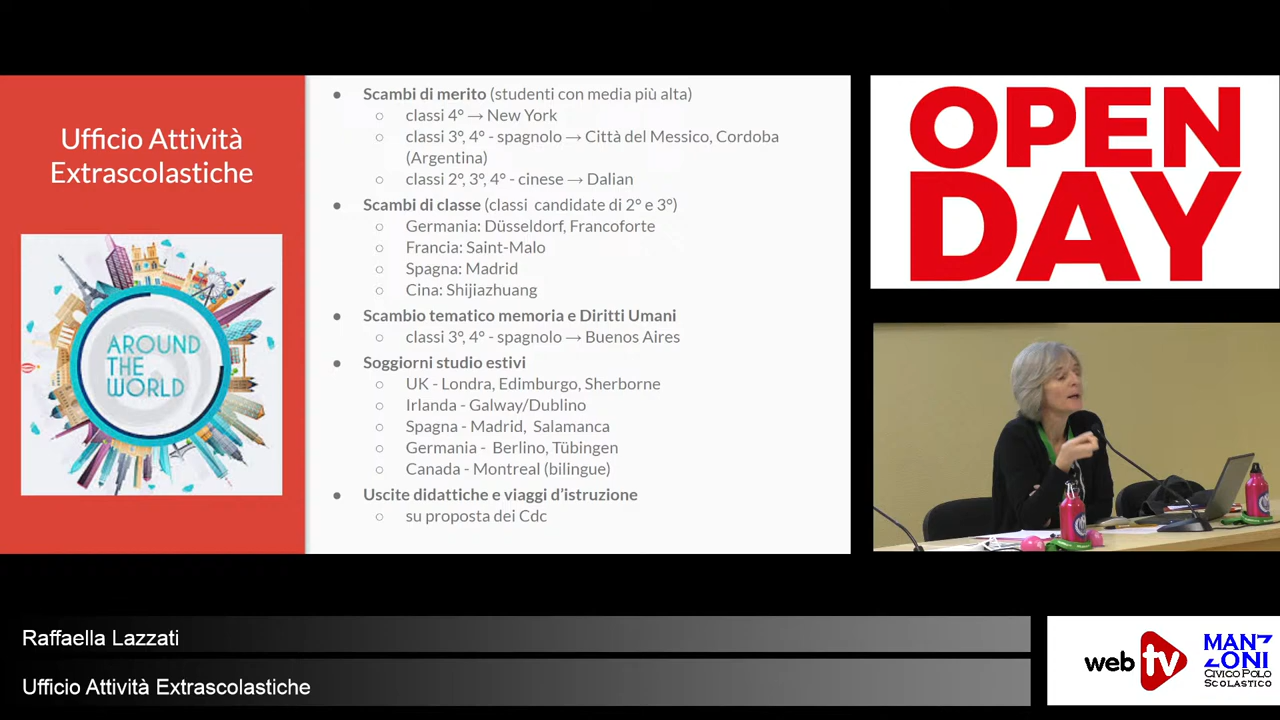 Ufficio Attività
Extrascolastiche
AROUND
THE
WORLD
● Scambi di merito (studenti con media più alta)
○ classi 4° → New York
○ classi 3°, 4° - spagnolo → Città del Messico, Cordoba
(Argentina)
○ classi 2°, 3°, 4° - cinese → Dalian
● Scambi di classe (classi candidate di 2° e 3°)
○ Germania: Düsseldorf, Francoforte
○ Francia: Saint-Malo
○ Spagna: Madrid
○ Cina: Shijiazhuang
● Scambio tematico memoria e Diritti Umani
○ classi 3°, 4° - spagnolo → Buenos Aires
● Soggiorni studio estivi
○ UK - Londra, Edimburgo, Sherborne
○ Irlanda - Galway/Dublino
○ Spagna - Madrid, Salamanca
○ Germania - Berlino, Tübingen
○ Canada - Montreal (bilingue)
● Uscite didattiche e viaggi d'istruzione
○ su proposta dei Cdc
OPEN
DAY
Raffaella Lazzati
Ufficio Attività Extrascolastiche
web tv
MANZ
ZONI
CIVICO POLO
SCOLASTICO